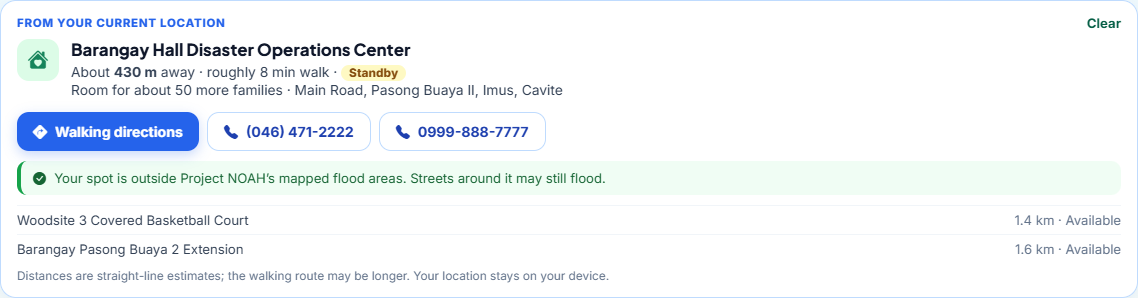 FROM YOUR CURRENT LOCATION
Clear
Barangay Hall Disaster Operations Center
About 430 m away · roughly 8 min walk · Standby
Room for about 50 more families · Main Road, Pasong Buaya II, Imus, Cavite
Walking directions
(046) 471-2222
0999-888-7777
Your spot is outside Project NOAH's mapped flood areas. Streets around it may still flood.
Woodsite 3 Covered Basketball Court
1.4 km · Available
Barangay Pasong Buaya 2 Extension
1.6 km · Available
Distances are straight-line estimates; the walking route may be longer. Your location stays on your device.